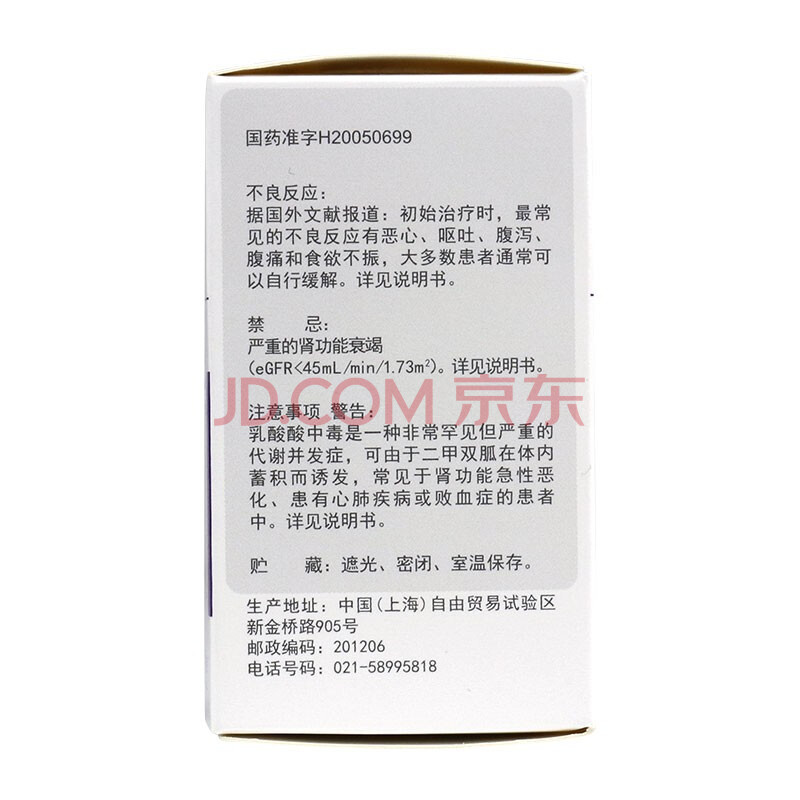 国药准字H20050699
不良反应：
据国外文献报道：初始治疗时，最常
见的不良反应有恶心、呕吐、腹泻、
腹痛和食欲不振，大多数患者通常可
以自行缓解。详见说明书。
禁　　忌：
严重的肾功能衰竭
(eGFR<45mL/min/1.73m²)。详见说明书。
JD.COM 京东
注意事项 警告：
乳酸酸中毒是一种非常罕见但严重的
代谢并发症，可由于二甲双胍在体内
蓄积而诱发，常见于肾功能急性恶
化、患有心肺疾病或败血症的患者
中。详见说明书。
贮　　藏：遮光、密闭、室温保存。
生产地址：中国(上海)自由贸易试验区
新金桥路905号
邮政编码：201206
电话号码：021-58995818